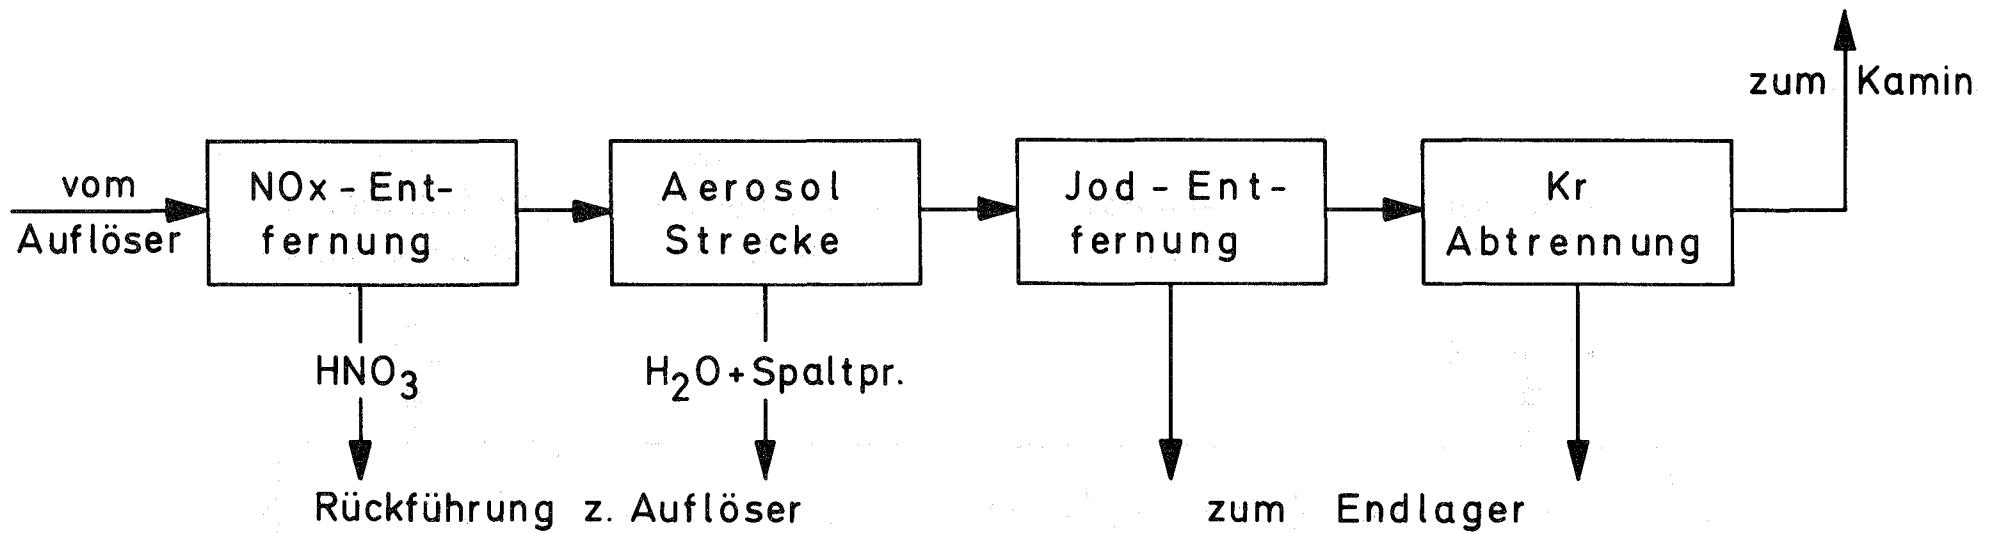 zum Kamin
vom
Auflöser
NOx-Ent-
fernung
Aerosol
Strecke
Jod-Ent-
fernung
Kr
Abtrennung
HNO3
H2O+Spaltpr.
Rückführung z. Auflöser
zum Endlager